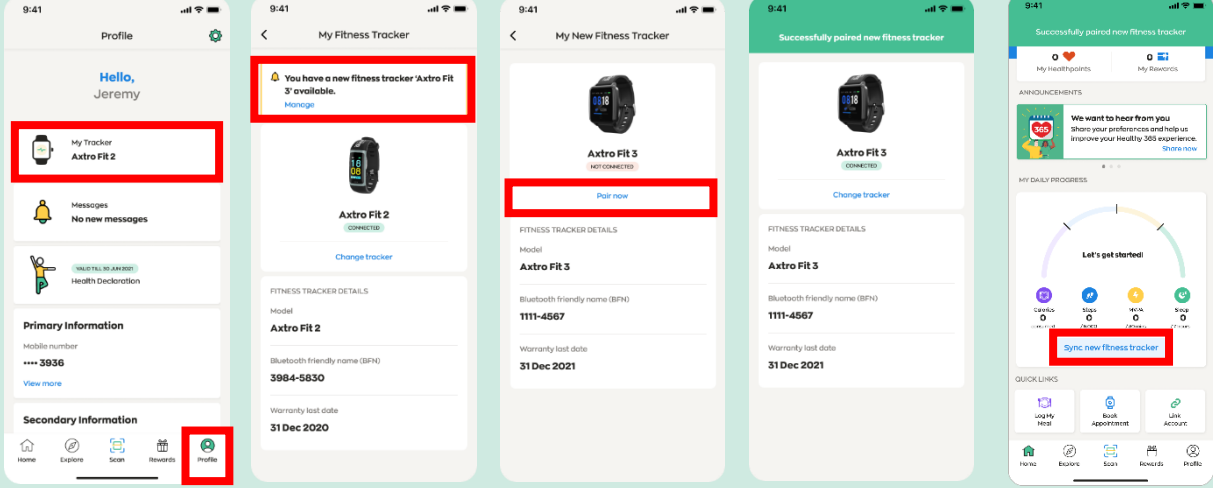 9:41
Profile
Hello,
Jeremy
My Tracker
Axtro Fit 2
Messages
No new messages
VALID TILL 30 JUN 2021
Health Declaration
Primary Information
Mobile number
•••• 3936
View more
Secondary Information
Home Explore Scan Rewards Profile
9:41
My Fitness Tracker
You have a new fitness tracker 'Axtro Fit
3' available.
Manage
18
08
Axtro Fit 2
CONNECTED
Change tracker
FITNESS TRACKER DETAILS
Model
Axtro Fit 2
Bluetooth friendly name (BFN)
3984-5830
Warranty last date
31 Dec 2020
9:41
My New Fitness Tracker
0818
Axtro Fit 3
NOT CONNECTED
Pair now
FITNESS TRACKER DETAILS
Model
Axtro Fit 3
Bluetooth friendly name (BFN)
1111-4567
Warranty last date
31 Dec 2021
9:41
Successfully paired new fitness tracker
0818
Axtro Fit 3
CONNECTED
Change tracker
FITNESS TRACKER DETAILS
Model
Axtro Fit 3
Bluetooth friendly name (BFN)
1111-4567
Warranty last date
31 Dec 2021
9:41
Successfully paired new fitness tracker
0 0
My Healthpoints My Rewards
ANNOUNCEMENTS
365
We want to hear from you
Share your preferences and help us
improve your Healthy 365 experience.
Share now
MY DAILY PROGRESS
Let's get started!
Calories Steps MVPA Sleep
0 0 0 0
Sync new fitness tracker
QUICK LINKS
Log My
Meal
Book
Appointment
Link
Account
Home Explore Scan Rewards Profile